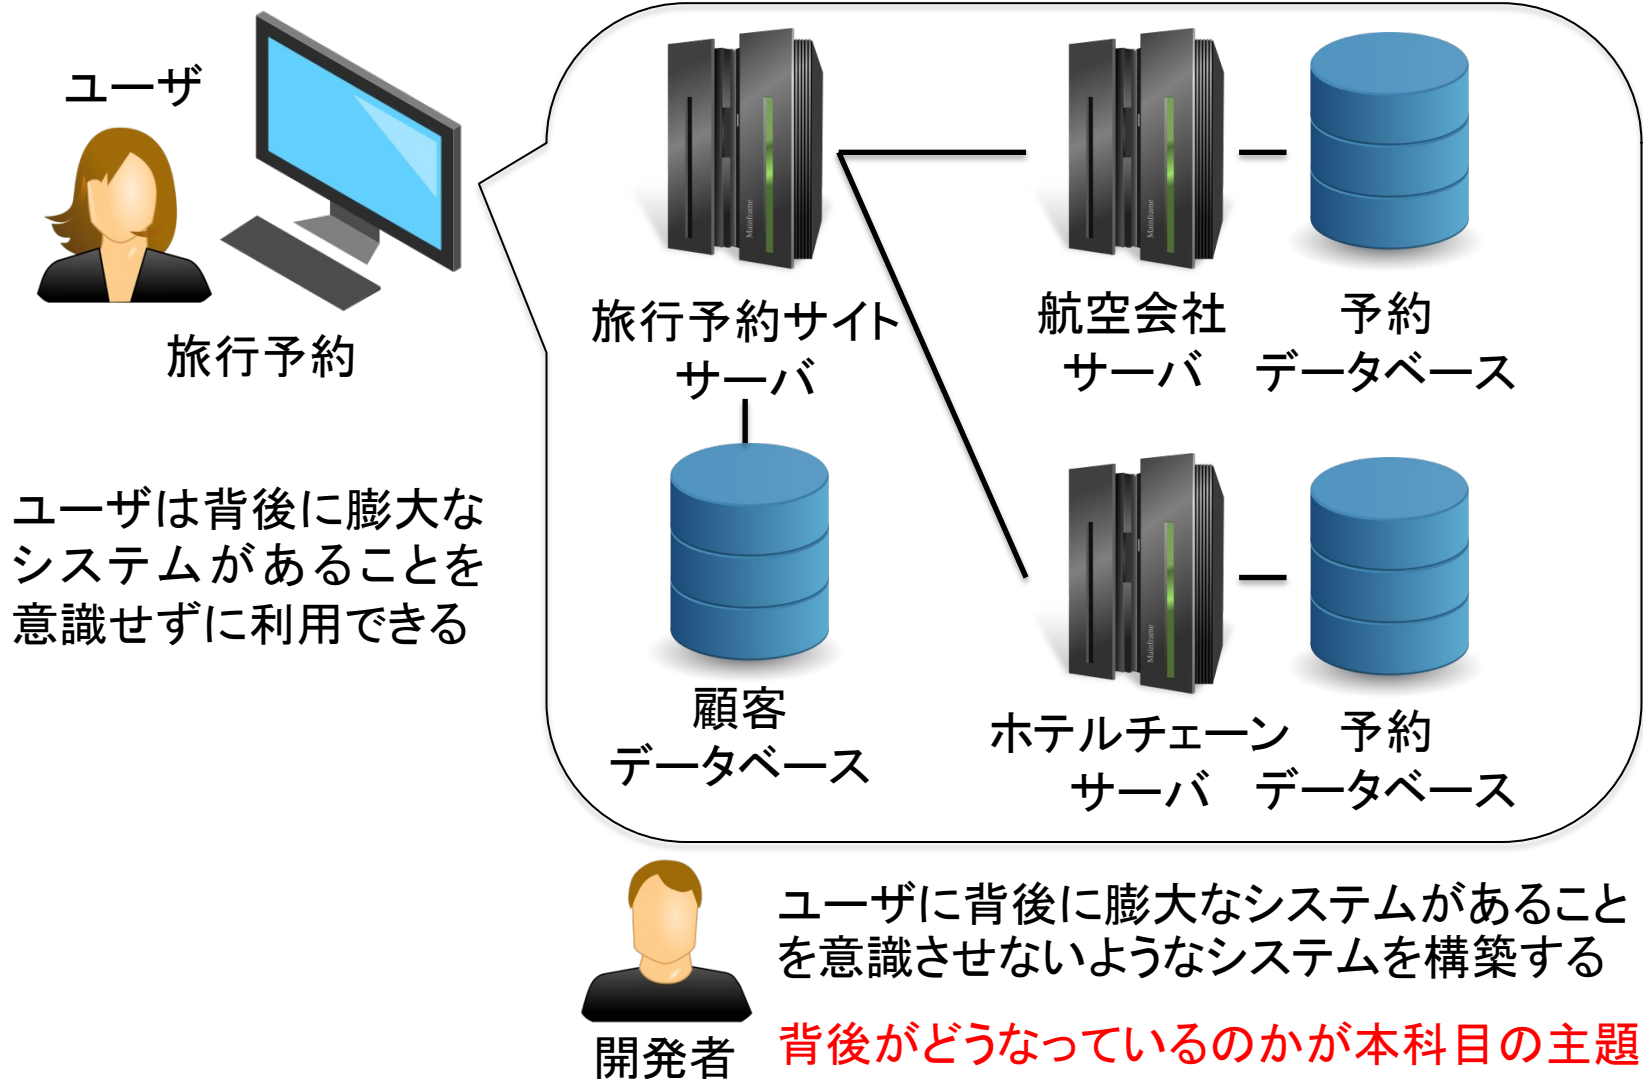 ユーザ
旅行予約
ユーザは背後に膨大な
システムがあることを
意識せずに利用できる
Mainframe
旅行予約サイト
サーバ
Mainframe
航空会社
サーバ
予約
データベース
顧客
データベース
Mainframe
ホテルチェーン
サーバ
予約
データベース
開発者
ユーザに背後に膨大なシステムがあること
を意識させないようなシステムを構築する
背後がどうなっているのかが本科目の主題